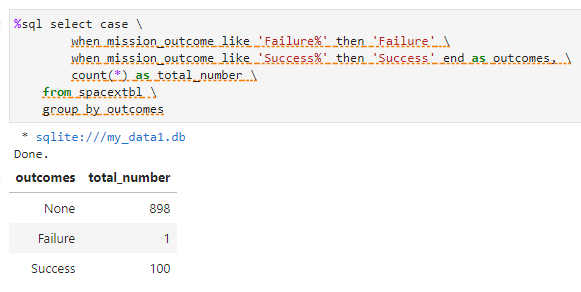 %sql select case \
when mission_outcome like 'Failure%' then 'Failure' \
when mission_outcome like 'Success%' then 'Success' end as outcomes, \
count(*) as total_number \
from spacextbl \
group by outcomes
* sqlite:///my_data1.db
Done.
outcomes total_number
None 898
Failure 1
Success 100